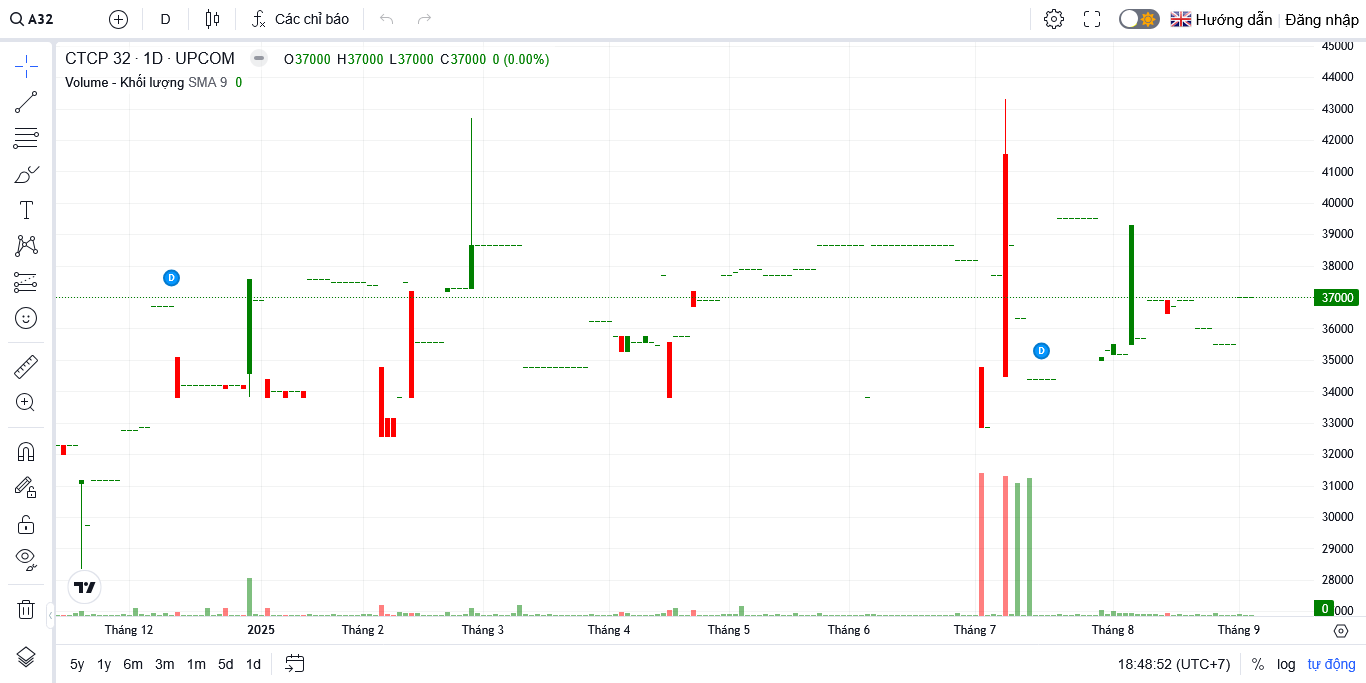 A32 D Các chỉ báo Hướng dẫn Đăng nhập
CTCP 32 · 1D · UPCOM O37000 H37000 L37000 C37000 0 (0.00%)
Volume - Khối lượng SMA 9 0
D
D
45000
44000
43000
42000
41000
40000
39000
38000
37000
36000
35000
34000
33000
32000
31000
30000
29000
28000
0 000
Tháng 12 2025 Tháng 2 Tháng 3 Tháng 4 Tháng 5 Tháng 6 Tháng 7 Tháng 8 Tháng 9
5y 1y 6m 3m 1m 5d 1d 18:48:52 (UTC+7) % log tự động